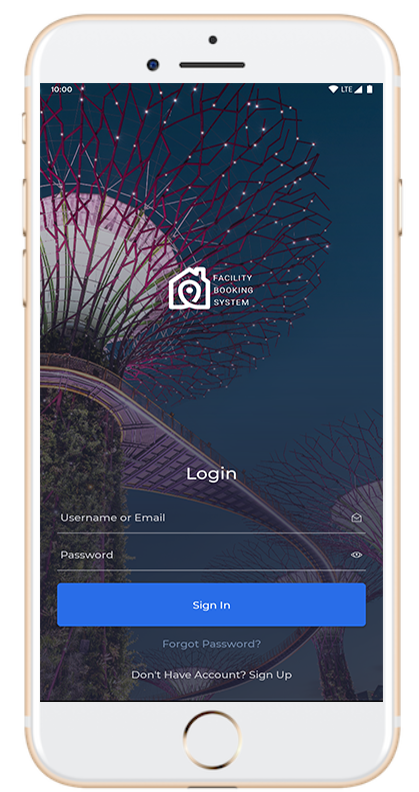 10:00 LTE
FACILITY
BOOKING
SYSTEM
Login
Username or Email
Password
Sign In
Forgot Password?
Don't Have Account? Sign Up